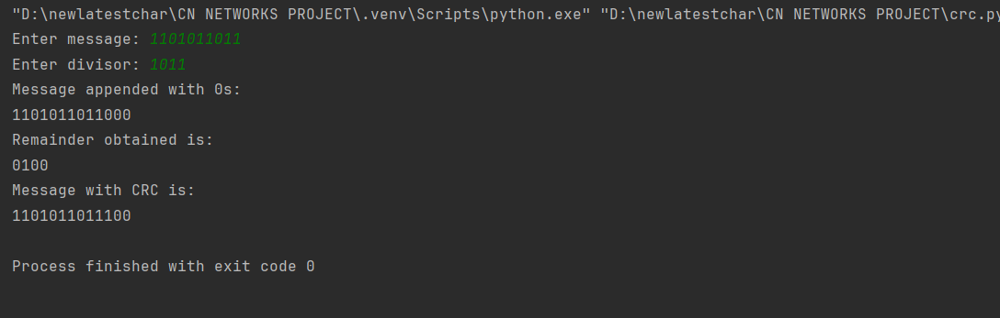 "D:\newlatestchar\CN NETWORKS PROJECT\.venv\Scripts\python.exe" "D:\newlatestchar\CN NETWORKS PROJECT\crc.py
Enter message: 1101011011
Enter divisor: 1011
Message appended with 0s:
1101011011000
Remainder obtained is:
0100
Message with CRC is:
1101011011100
Process finished with exit code 0